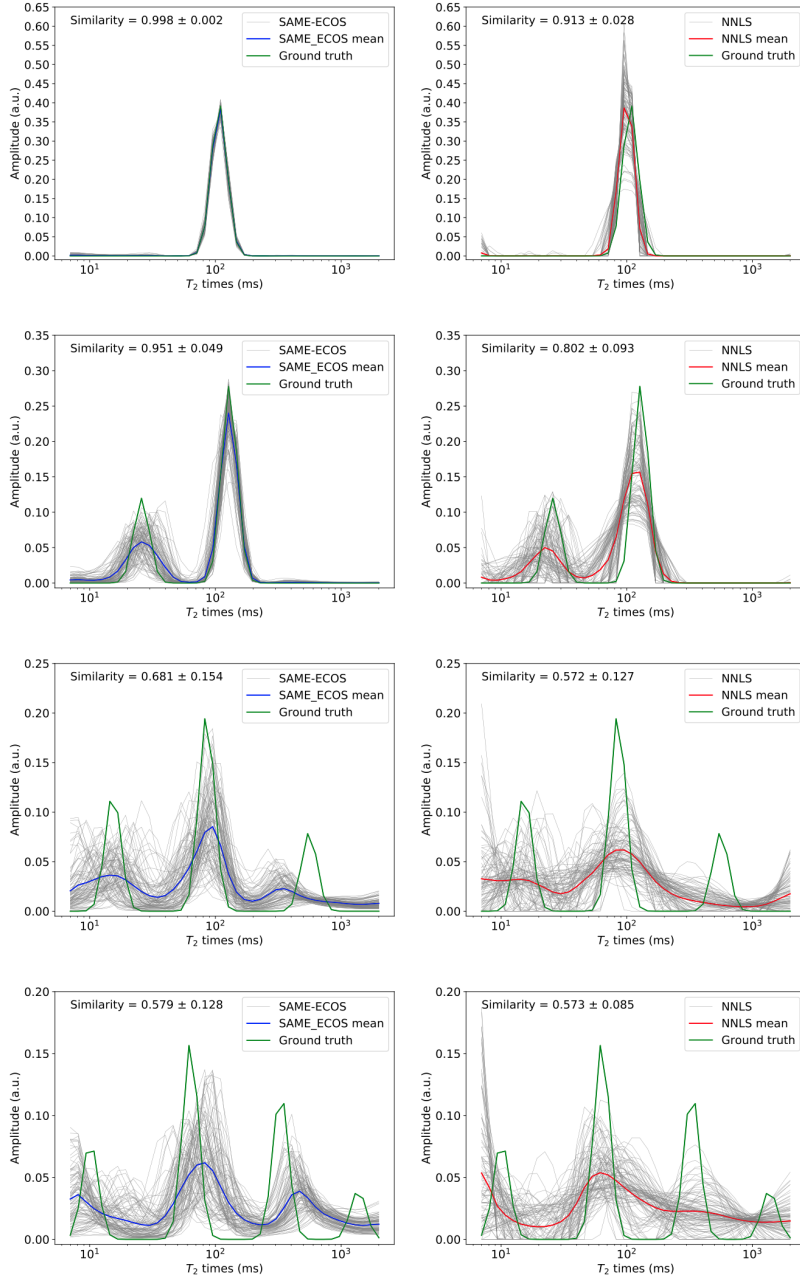 Similarity = 0.998 ± 0.002
SAME-ECOS
SAME_ECOS mean
Ground truth
Amplitude (a.u.)
0.65
0.60
0.55
0.50
0.45
0.40
0.35
0.30
0.25
0.20
0.15
0.10
0.05
0.00
10¹ 10² 10³
T₂ times (ms)
Similarity = 0.913 ± 0.028
NNLS
NNLS mean
Ground truth
Amplitude (a.u.)
0.65
0.60
0.55
0.50
0.45
0.40
0.35
0.30
0.25
0.20
0.15
0.10
0.05
0.00
10¹ 10² 10³
T₂ times (ms)
Similarity = 0.951 ± 0.049
SAME-ECOS
SAME_ECOS mean
Ground truth
Amplitude (a.u.)
0.35
0.30
0.25
0.20
0.15
0.10
0.05
0.00
10¹ 10² 10³
T₂ times (ms)
Similarity = 0.802 ± 0.093
NNLS
NNLS mean
Ground truth
Amplitude (a.u.)
0.35
0.30
0.25
0.20
0.15
0.10
0.05
0.00
10¹ 10² 10³
T₂ times (ms)
Similarity = 0.681 ± 0.154
SAME-ECOS
SAME_ECOS mean
Ground truth
Amplitude (a.u.)
0.25
0.20
0.15
0.10
0.05
0.00
10¹ 10² 10³
T₂ times (ms)
Similarity = 0.572 ± 0.127
NNLS
NNLS mean
Ground truth
Amplitude (a.u.)
0.25
0.20
0.15
0.10
0.05
0.00
10¹ 10² 10³
T₂ times (ms)
Similarity = 0.579 ± 0.128
SAME-ECOS
SAME_ECOS mean
Ground truth
Amplitude (a.u.)
0.20
0.15
0.10
0.05
0.00
10¹ 10² 10³
T₂ times (ms)
Similarity = 0.573 ± 0.085
NNLS
NNLS mean
Ground truth
Amplitude (a.u.)
0.20
0.15
0.10
0.05
0.00
10¹ 10² 10³
T₂ times (ms)